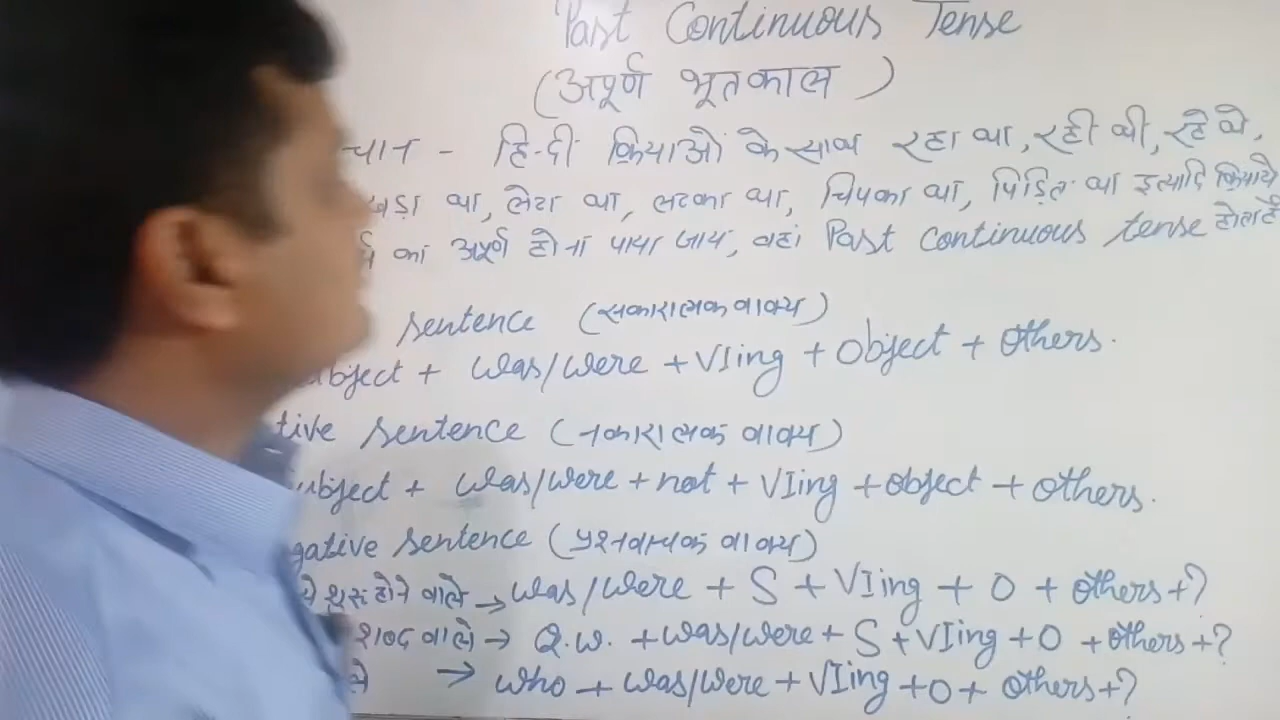 Past Continuous Tense
(अपूर्ण भूतकाल)
चान - हिन्दी क्रियाओं के साथ रहा था, रही थी, रहे थे,
खड़ा था, लेटा था, लटका था, चिपका था, पिड़ित था इत्यादि क्रियाये
का अपूर्ण होना पाया जाय, वहां Past Continuous tense होता है
sentence (सकारात्मक वाक्य)
ubject + was/were + VIing + Object + Others.
tive sentence (नकारात्मक वाक्य)
ubject + was/were + not + VIing + object + others.
gative sentence (प्रश्नवाचक वाक्य)
से शुरू होने वाले → was/were + S + VIing + O + others + ?
शब्द वाले → Q.W. + was/were + S + VIing + O + others + ?
से → who + was/were + VIing + O + others + ?